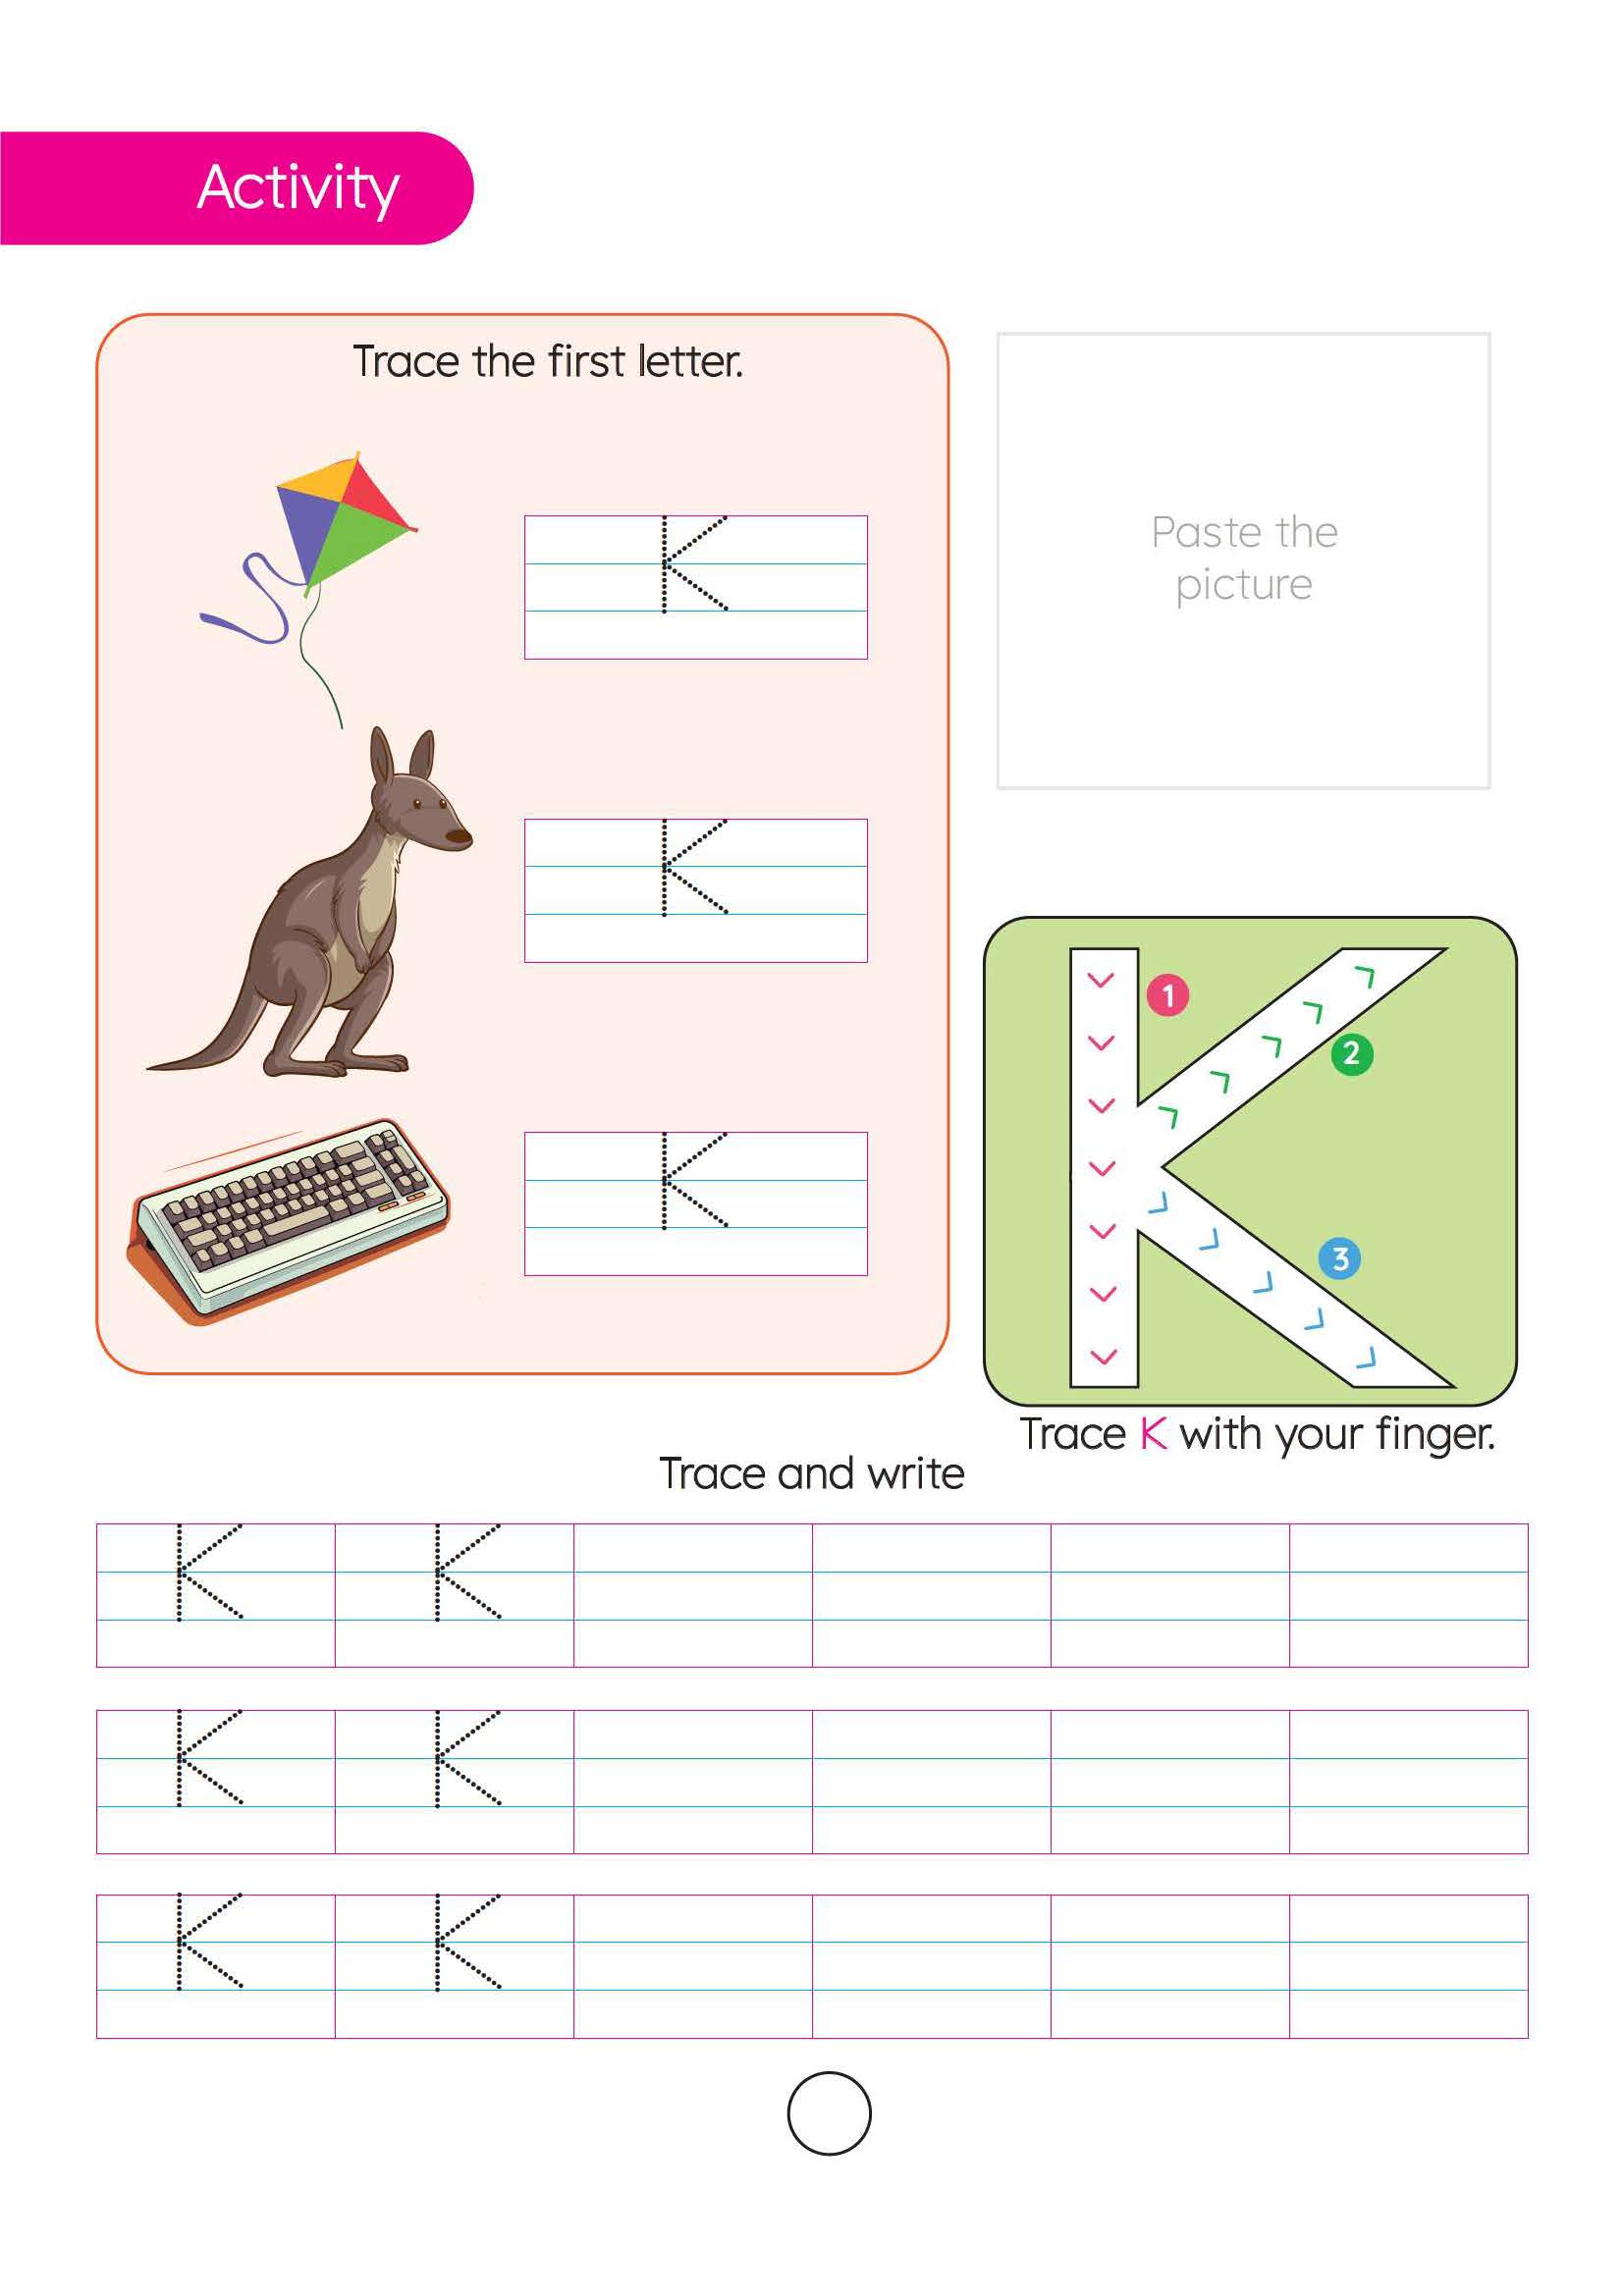 Activity
Trace the first letter.
K
K
K
Paste the
picture
1
2
3
Trace K with your finger.
Trace and write
K K
K K
K K